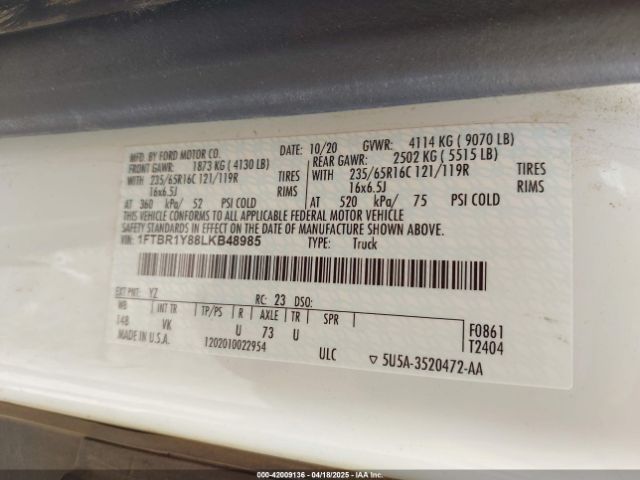 MFD. BY FORD MOTOR CO. DATE: 10/20 GVWR: 4114 KG ( 9070 LB)
FRONT GAWR: 1873 KG ( 4130 LB) REAR GAWR: 2502 KG ( 5515 LB)
WITH 235/65R16C 121/119R TIRES WITH 235/65R16C 121/119R TIRES
16x6.5J RIMS 16x6.5J RIMS
AT 360 kPa/ 52 PSI COLD AT 520 kPa/ 75 PSI COLD
THIS VEHICLE CONFORMS TO ALL APPLICABLE FEDERAL MOTOR VEHICLE
SAFETY STANDARDS IN EFFECT ON THE DATE OF MANUFACTURE SHOWN ABOVE.
VIN: 1FTBR1Y88LKB48985 TYPE: Truck
EXT PNT: YZ RC: 23 DSO:
WB INT TR TP/PS R AXLE TR SPR
148 VK U 73 U F0861
MADE IN U.S.A. 1202010022954 ULC T2404
▽ 5U5A-3520472-AA
000-42009136 - 04/18/2025 - IAAI.COM